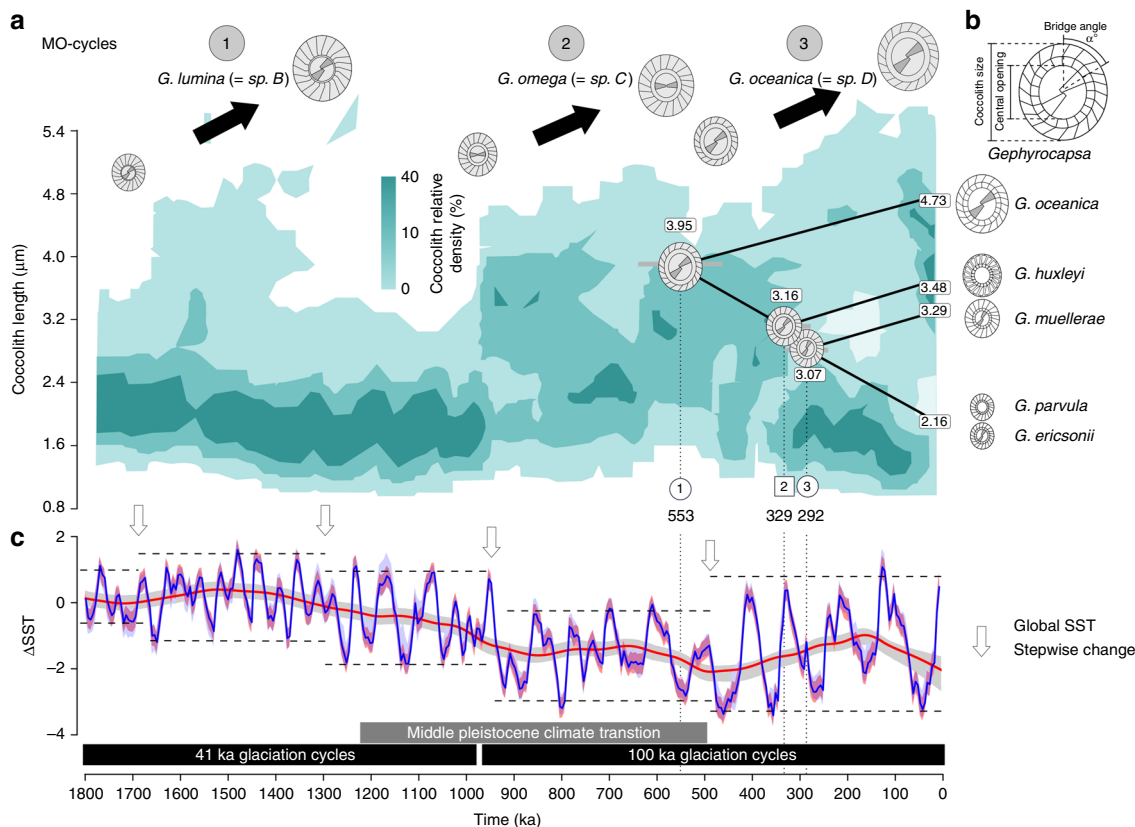 a
b
MO-cycles
1
2
3
G. lumina (= sp. B)
G. omega (= sp. C)
G. oceanica (= sp. D)
Bridge angle
α°
Coccolith size
Central opening
Gephyrocapsa
5.4
4.8
4.0
3.2
2.4
1.6
0.8
Coccolith length (μm)
40
10
0
Coccolith relative
density (%)
3.95
3.16
3.07
4.73
3.48
3.29
2.16
G. oceanica
G. huxleyi
G. muellerae
G. parvula
G. ericsonii
1
2
3
553
329
292
c
2
0
−2
−4
ΔSST
Global SST
Stepwise change
Middle pleistocene climate transtion
41 ka glaciation cycles
100 ka glaciation cycles
1800 1700 1600 1500 1400 1300 1200 1100 1000 900 800 700 600 500 400 300 200 100 0
Time (ka)